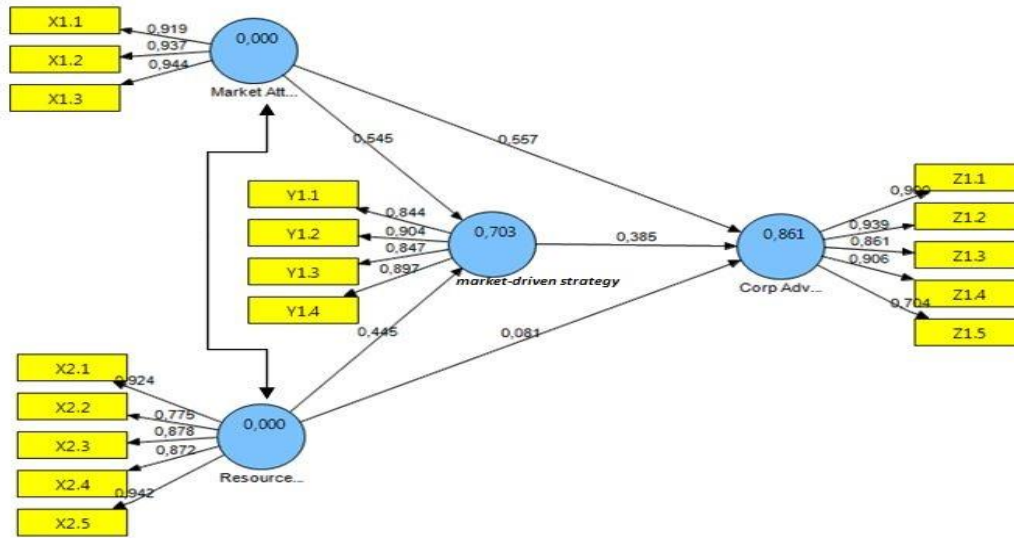 X1.1
0,919
X1.2
0,937
X1.3
0,944
0,000
Market Att...
0,545
0,557
Y1.1
0,844
Y1.2
0,904
Y1.3
0,847
Y1.4
0,897
0,703
market-driven strategy
0,385
0,861
Corp Adv...
Z1.1
0,939
Z1.2
0,861
Z1.3
0,906
Z1.4
0,704
Z1.5
0,445
0,081
X2.1
0,924
X2.2
0,775
X2.3
0,878
X2.4
0,872
X2.5
0,942
0,000
Resource...